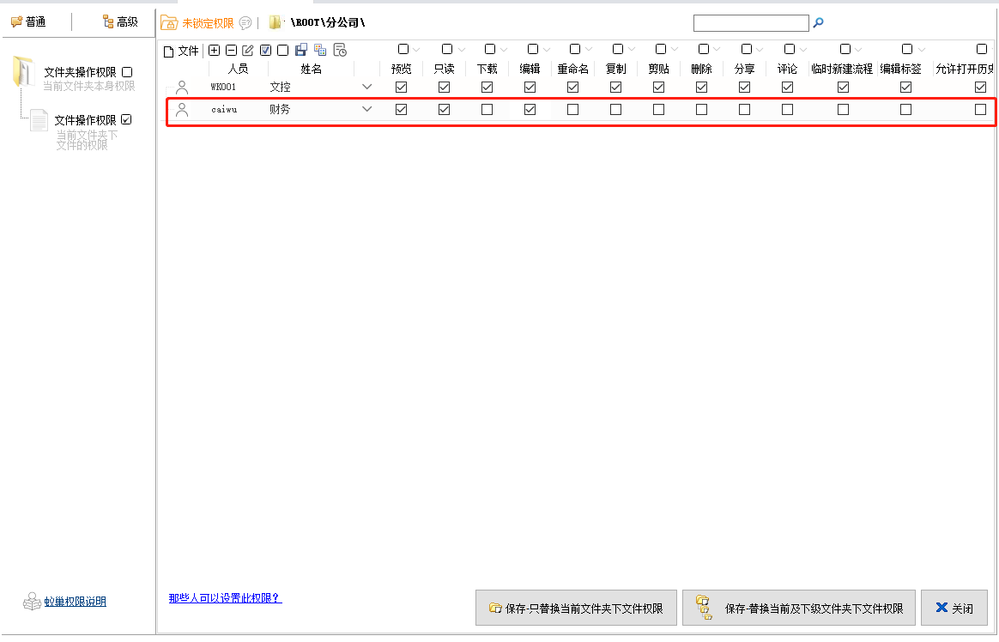 普通 高级 未锁定权限 \ROOT\分公司\
文件夹操作权限
当前文件夹本身权限
文件操作权限
当前文件夹下
文件的权限
文件
人员 姓名 预览 只读 下载 编辑 重命名 复制 剪贴 删除 分享 评论 临时新建流程 编辑标签 允许打开历史
WK001 文控
caiwu 财务
蚁巢权限说明
那些人可以设置此权限?
保存-只替换当前文件夹下文件权限 保存-替换当前及下级文件夹下文件权限 关闭